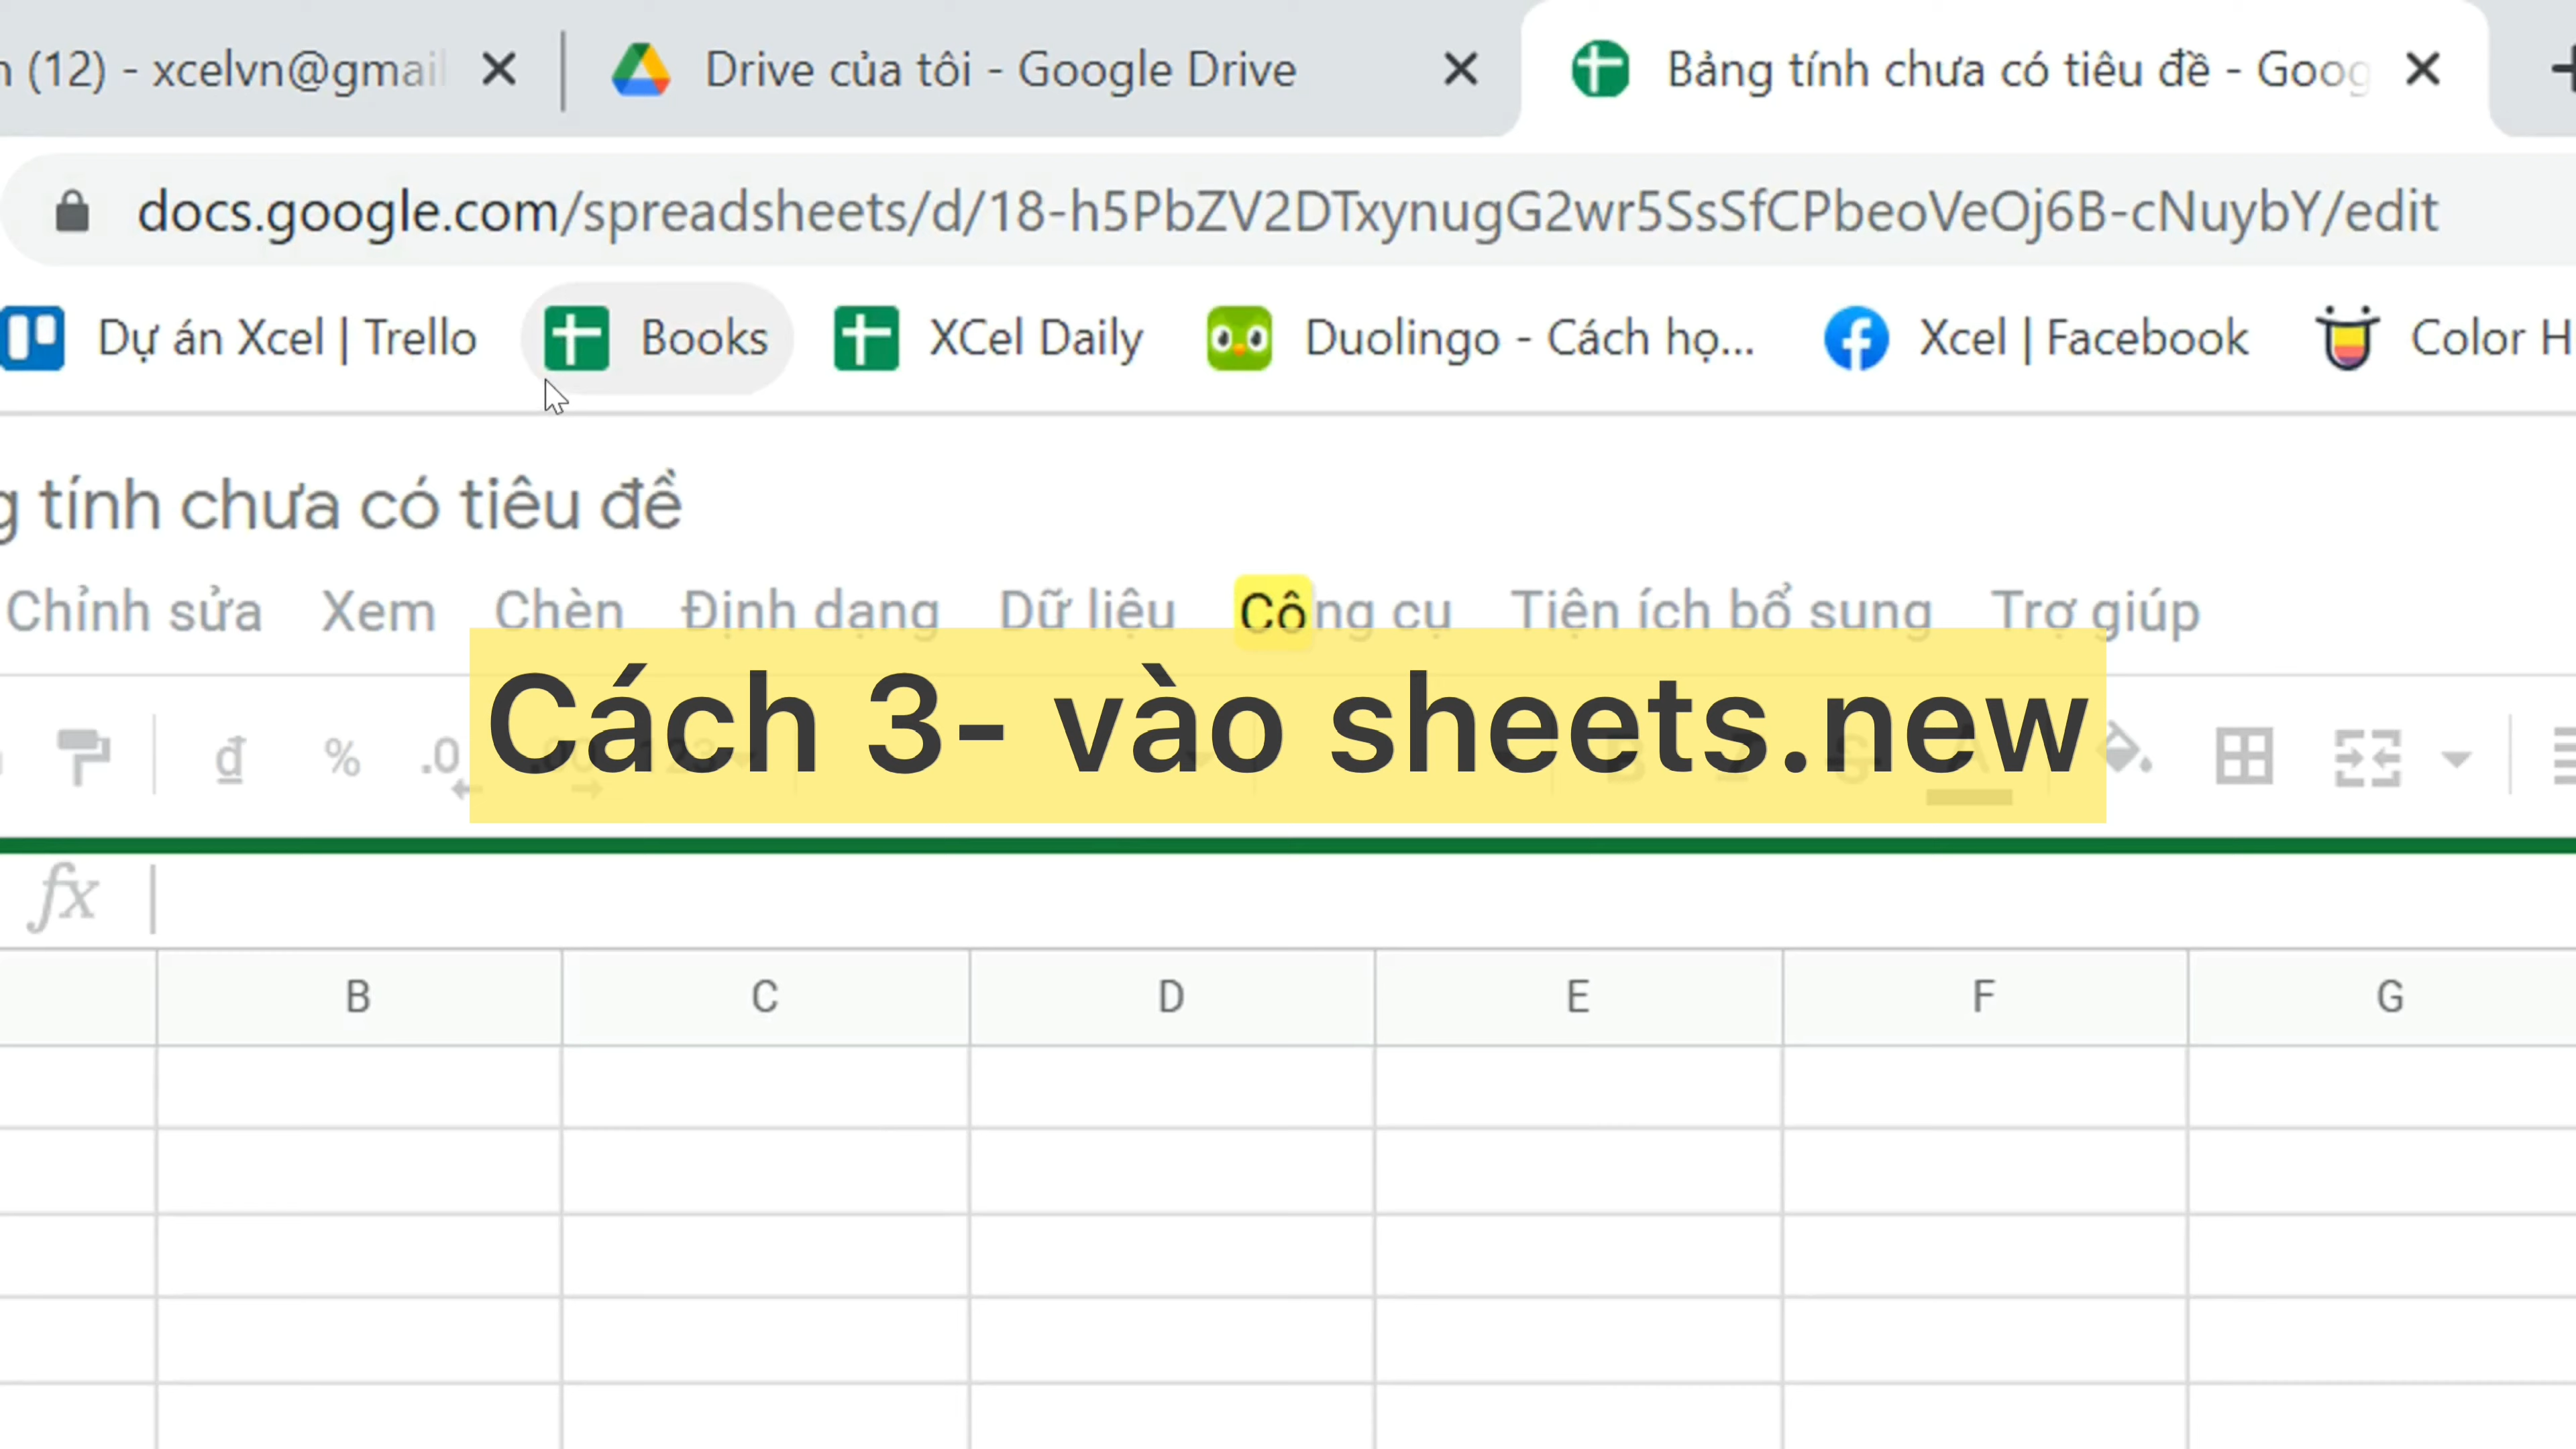 n (12) - xcelvn@gmail
Drive của tôi - Google Drive
Bảng tính chưa có tiêu đề - Goog
docs.google.com/spreadsheets/d/18-h5PbZV2DTxynugG2wr5SsSfCPbeoVeOj6B-cNuybY/edit
Dự án Xcel | Trello
Books
XCel Daily
Duolingo - Cách họ...
Xcel | Facebook
Color H
g tính chưa có tiêu đề
Chỉnh sửa Xem Chèn Định dạng Dữ liệu Công cụ Tiện ích bổ sung Trợ giúp
Cách 3- vào sheets.new
đ % .0 .00 123 B I S A
fx
B C D E F G